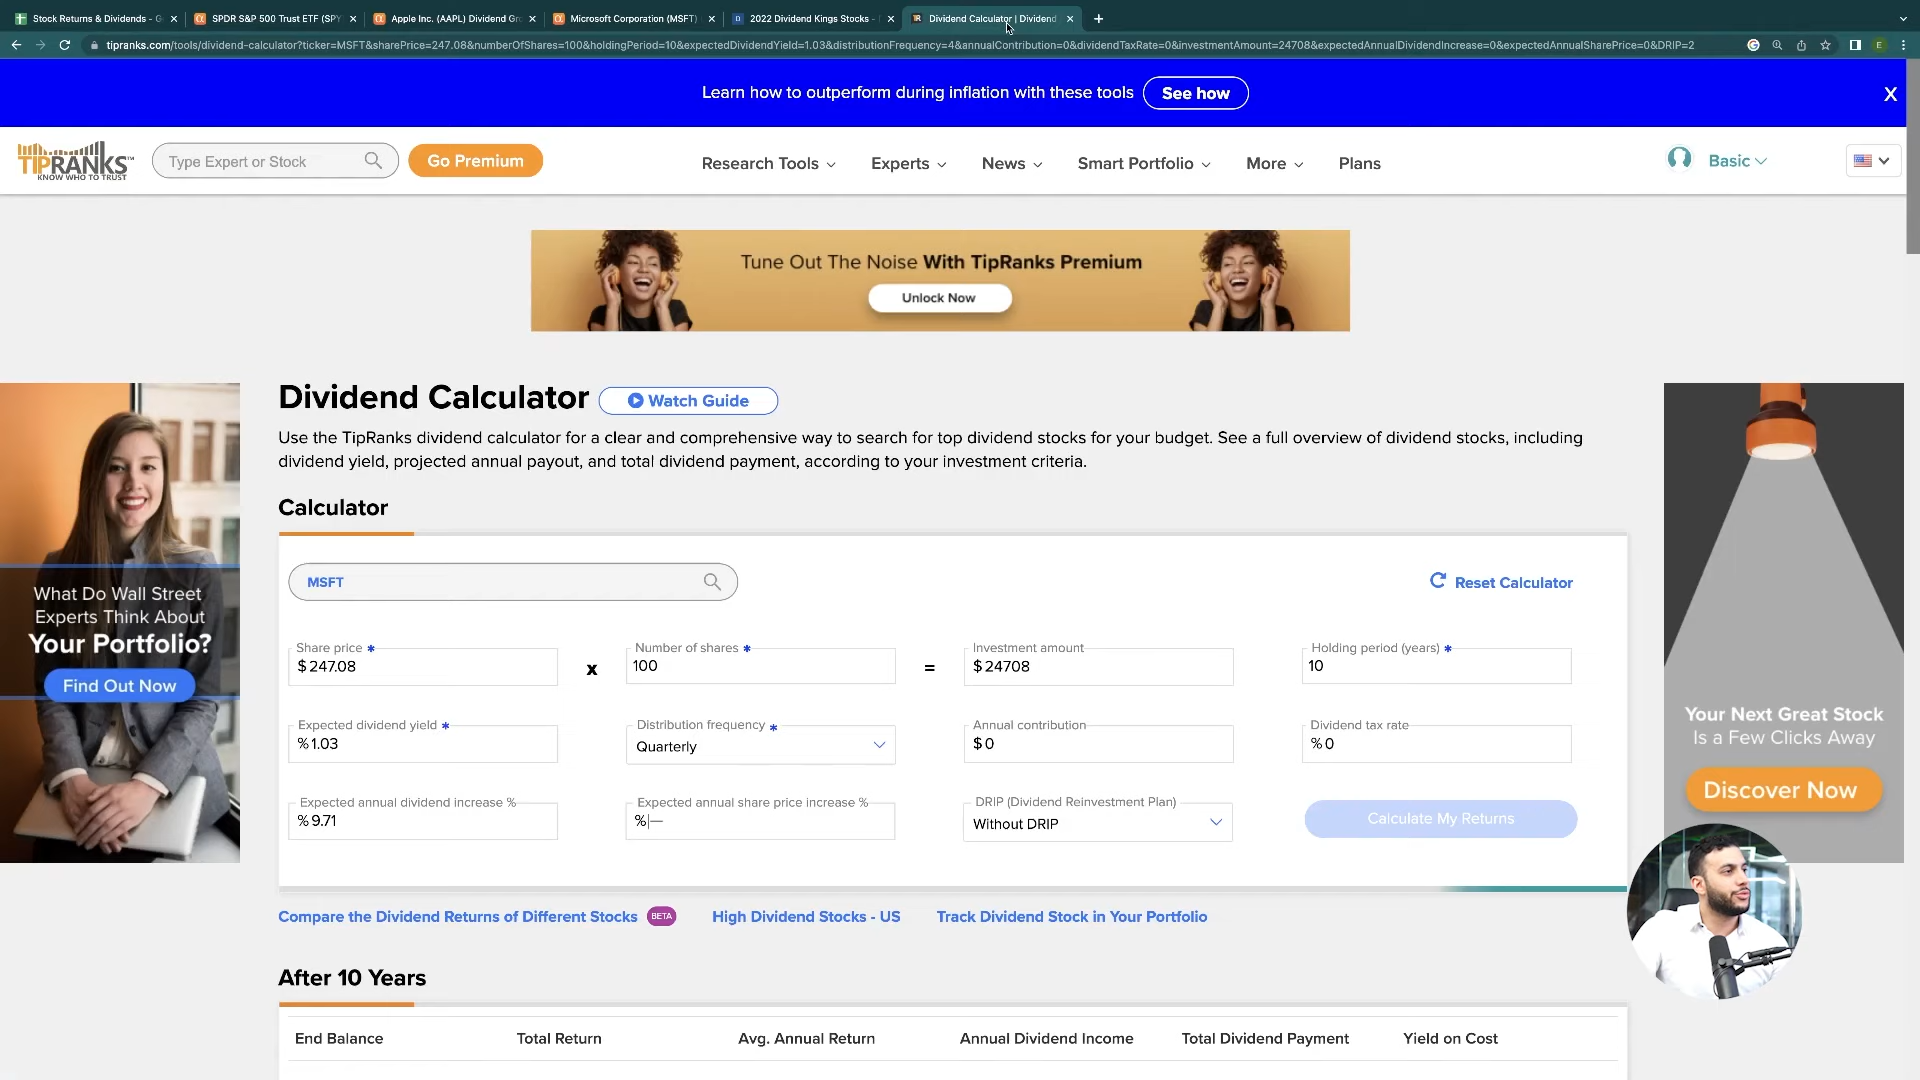 Stock Returns & Dividends - G
SPDR S&P 500 Trust ETF (SPY
Apple Inc. (AAPL) Dividend Gr
Microsoft Corporation (MSFT)
2022 Dividend Kings Stocks -
Dividend Calculator | Dividend
tipranks.com/tools/dividend-calculator?ticker=MSFT&sharePrice=247.08&numberOfShares=100&holdingPeriod=10&expectedDividendYield=1.03&distributionFrequency=4&annualContribution=0&dividendTaxRate=0&investmentAmount=24708&expectedAnnualDividendIncrease=0&expectedAnnualSharePrice=0&DRIP=2
E
Learn how to outperform during inflation with these tools
See how
X
TIPRANKS™
KNOW WHO TO TRUST
Type Expert or Stock
Go Premium
Research Tools
Experts
News
Smart Portfolio
More
Plans
Basic
Tune Out The Noise With TipRanks Premium
Unlock Now
Dividend Calculator
Watch Guide
Use the TipRanks dividend calculator for a clear and comprehensive way to search for top dividend stocks for your budget. See a full overview of dividend stocks, including
dividend yield, projected annual payout, and total dividend payment, according to your investment criteria.
Calculator
MSFT
Reset Calculator
Share price *
$ 247.08
x
Number of shares *
100
=
Investment amount
$ 24708
Holding period (years) *
10
Expected dividend yield *
% 1.03
Distribution frequency *
Quarterly
Annual contribution
$ 0
Dividend tax rate
% 0
Expected annual dividend increase %
% 9.71
Expected annual share price increase %
% —
DRIP (Dividend Reinvestment Plan)
Without DRIP
Calculate My Returns
What Do Wall Street
Experts Think About
Your Portfolio?
Find Out Now
Your Next Great Stock
Is a Few Clicks Away
Discover Now
Compare the Dividend Returns of Different Stocks
BETA
High Dividend Stocks - US
Track Dividend Stock in Your Portfolio
After 10 Years
End Balance
Total Return
Avg. Annual Return
Annual Dividend Income
Total Dividend Payment
Yield on Cost